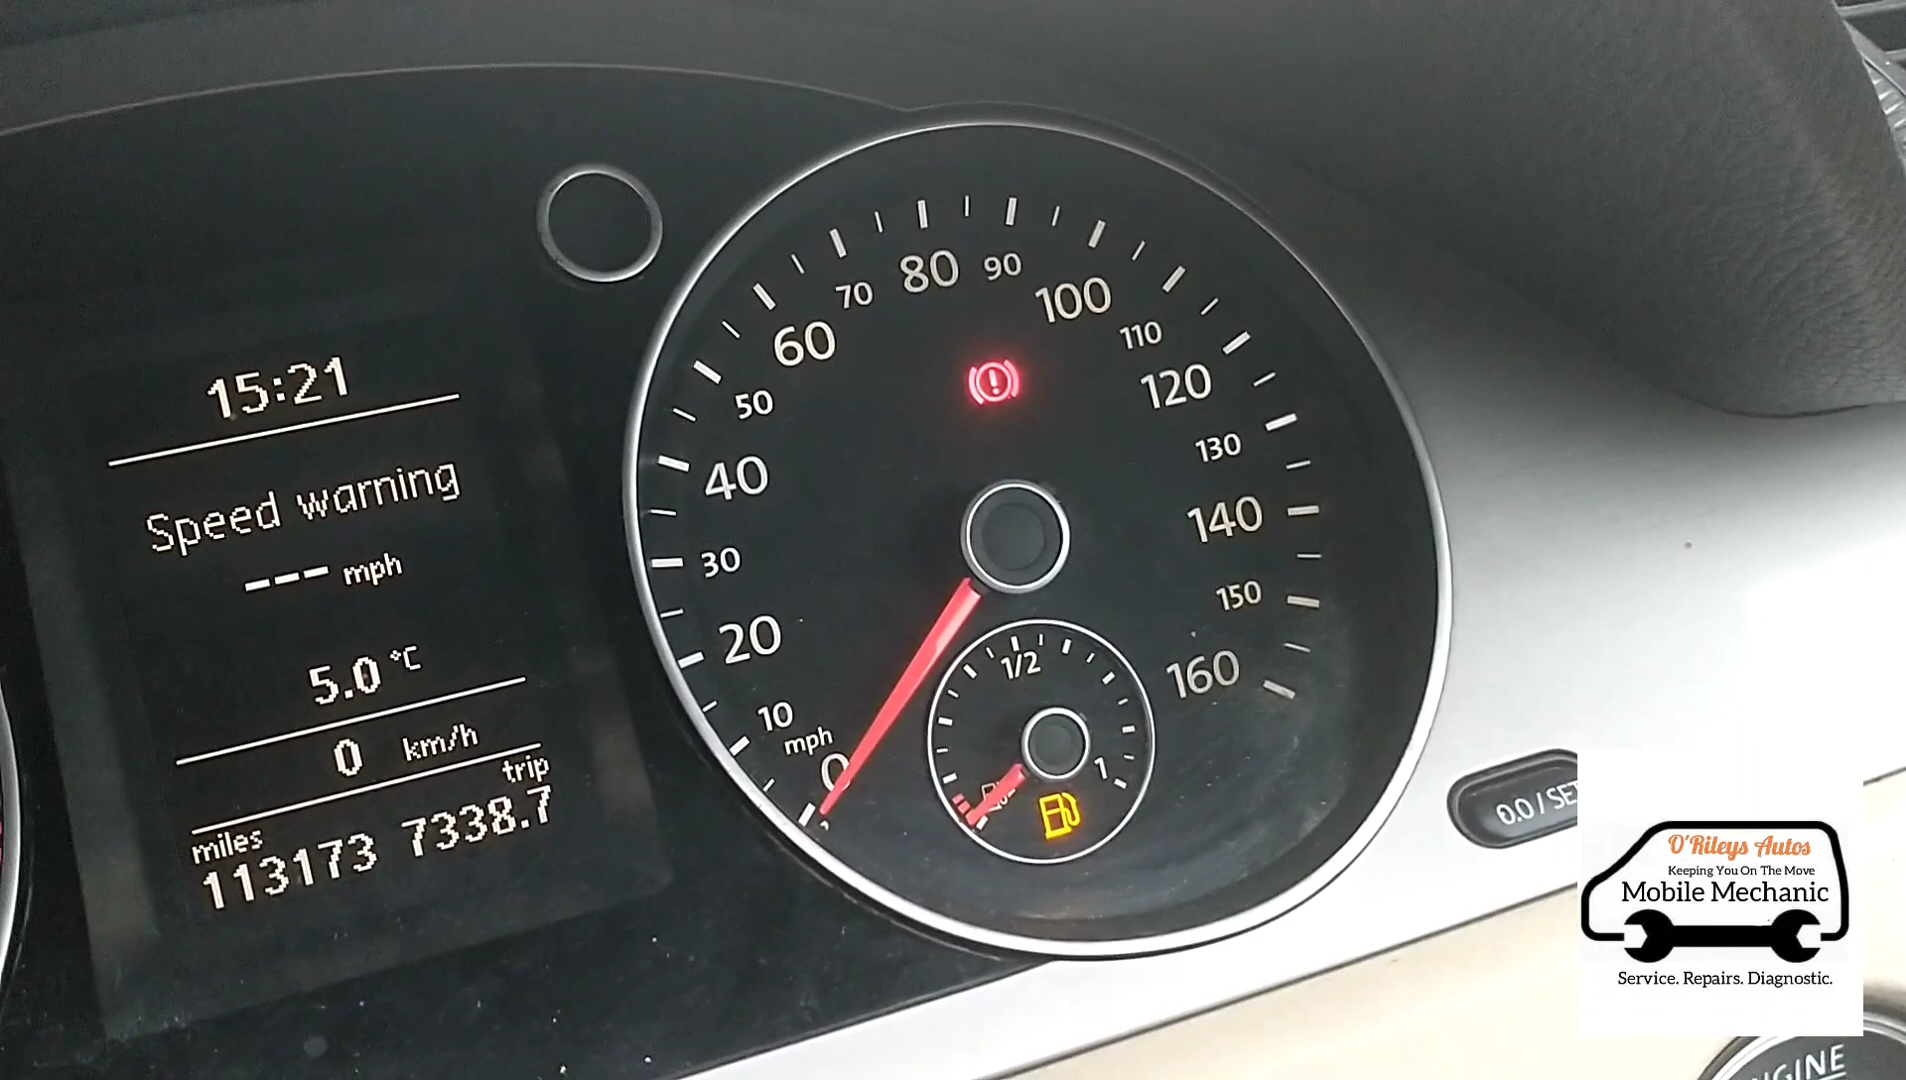 15:21
Speed warning
--- mph
5.0 °C
0 km/h
trip
miles
113173 7338.7
0
10
mph
20
30
40
50
60
70
80
90
100
110
120
130
140
150
160
1/2
1
0.0 / SET
O'Rileys Autos
Keeping You On The Move
Mobile Mechanic
Service. Repairs. Diagnostic.